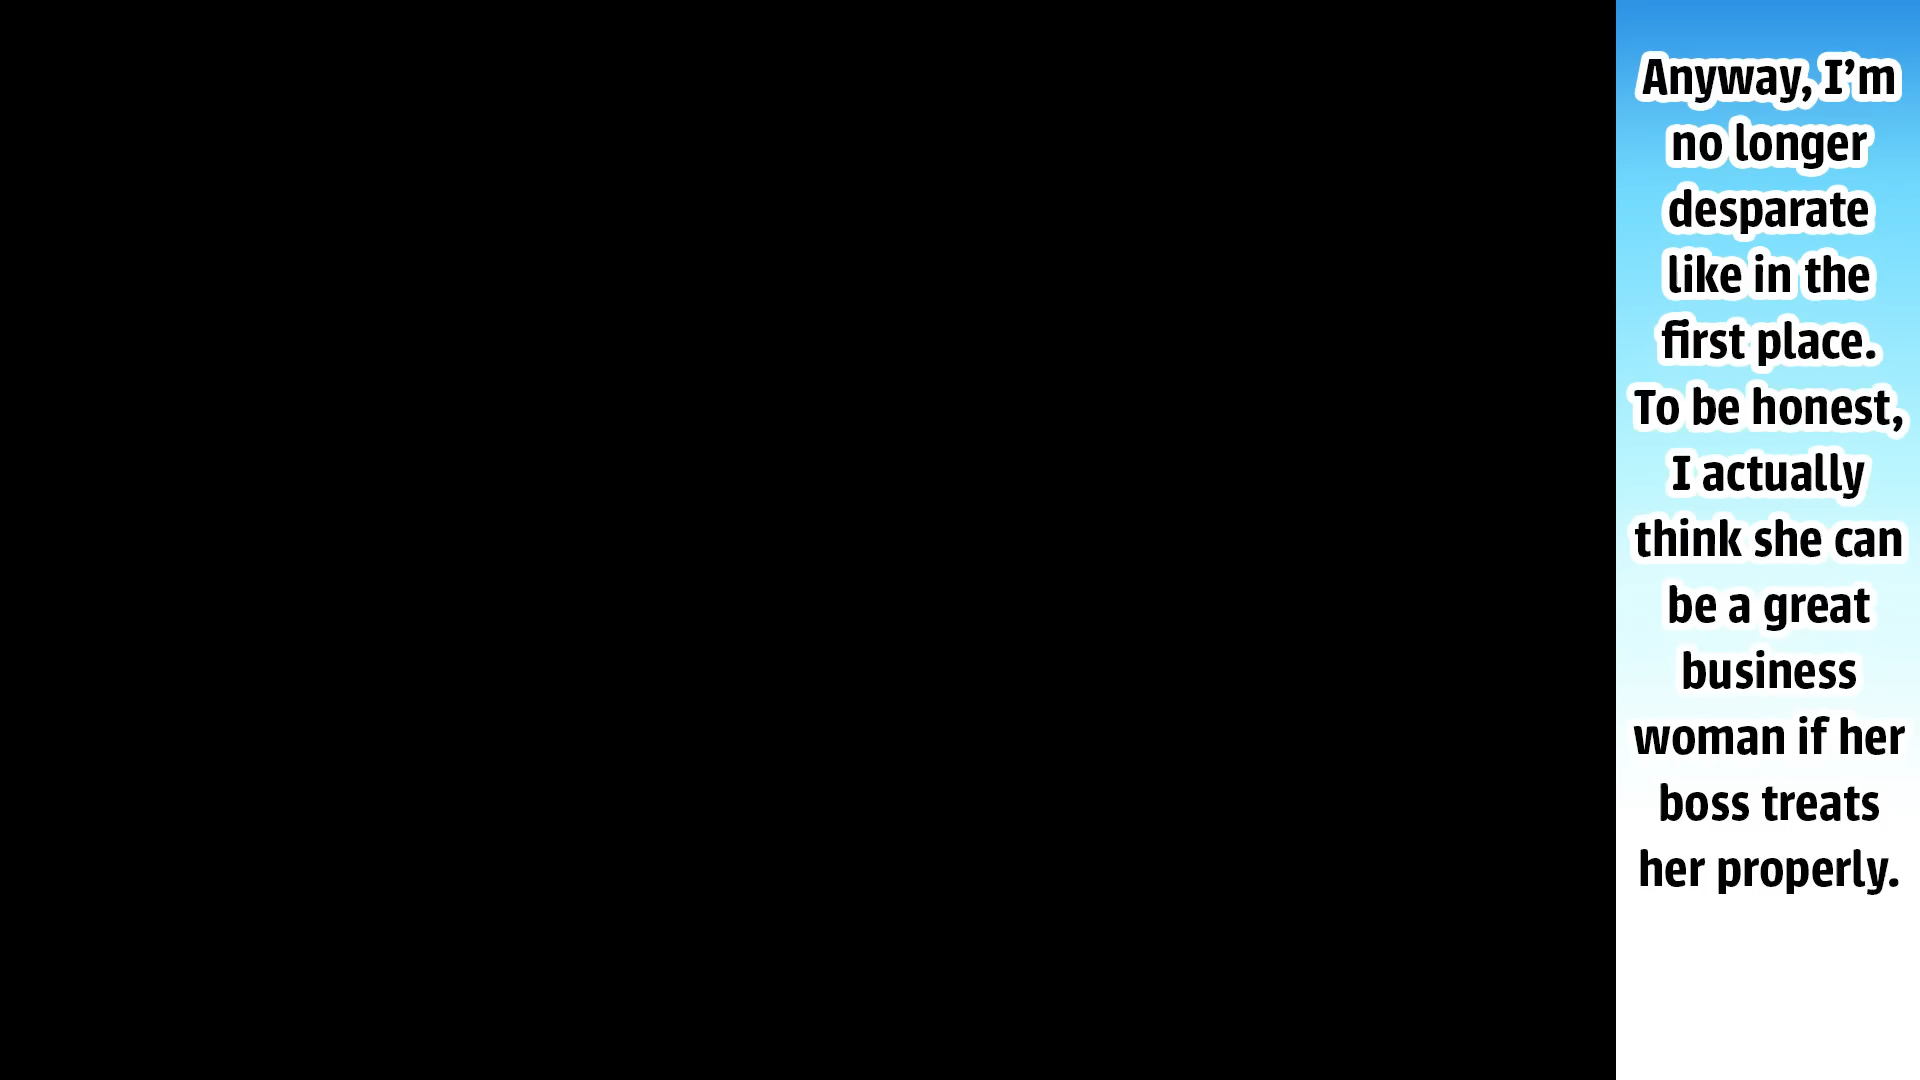 Anyway, I’m
no longer
desparate
like in the
first place.
To be honest,
I actually
think she can
be a great
business
woman if her
boss treats
her properly.